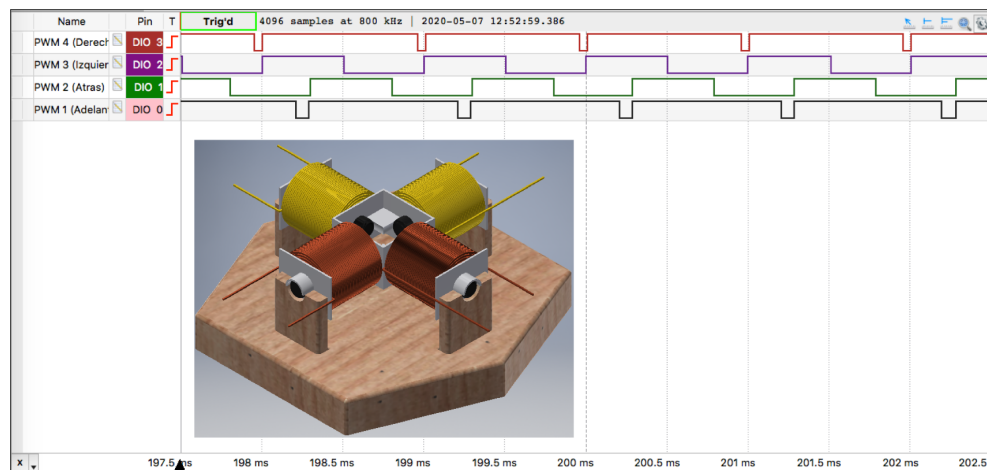 Name Pin T Trig'd 4096 samples at 800 kHz | 2020-05-07 12:52:59.386
PWM 4 (Derech DIO 3
PWM 3 (Izquier DIO 2
PWM 2 (Atras) DIO 1
PWM 1 (Adelan DIO 0
X 197.5 ms 198 ms 198.5 ms 199 ms 199.5 ms 200 ms 200.5 ms 201 ms 201.5 ms 202 ms 202.5